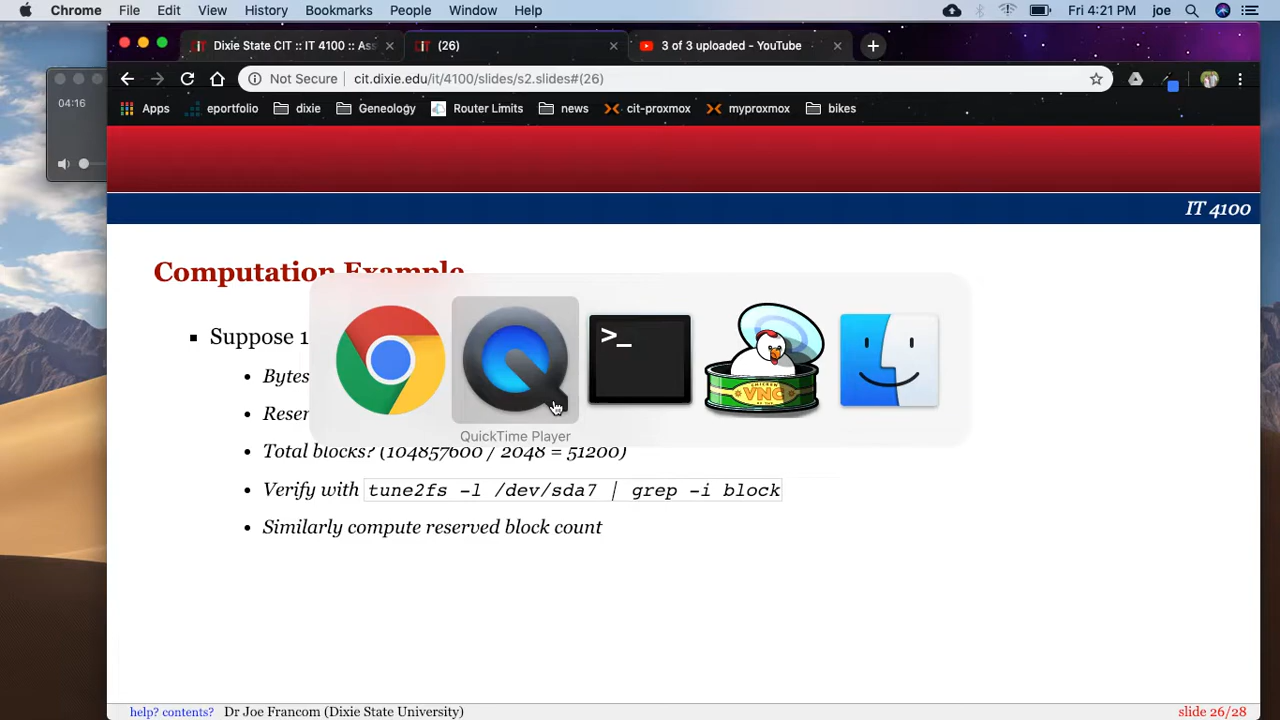 Chrome File Edit View History Bookmarks People Window Help Fri 4:21 PM joe
Dixie State CIT :: IT 4100 :: Ass
(26)
3 of 3 uploaded - YouTube
Not Secure cit.dixie.edu/it/4100/slides/s2.slides#(26)
Apps eportfolio dixie Geneology Router Limits news cit-proxmox myproxmox bikes
04:16
IT 4100
Computation Example
Suppose 1
Bytes
Reser
Total blocks? (104857600 / 2048 = 51200)
Verify with tune2fs -l /dev/sda7 | grep -i block
Similarly compute reserved block count
>_
VNC
QuickTime Player
help? contents? Dr Joe Francom (Dixie State University) slide 26/28